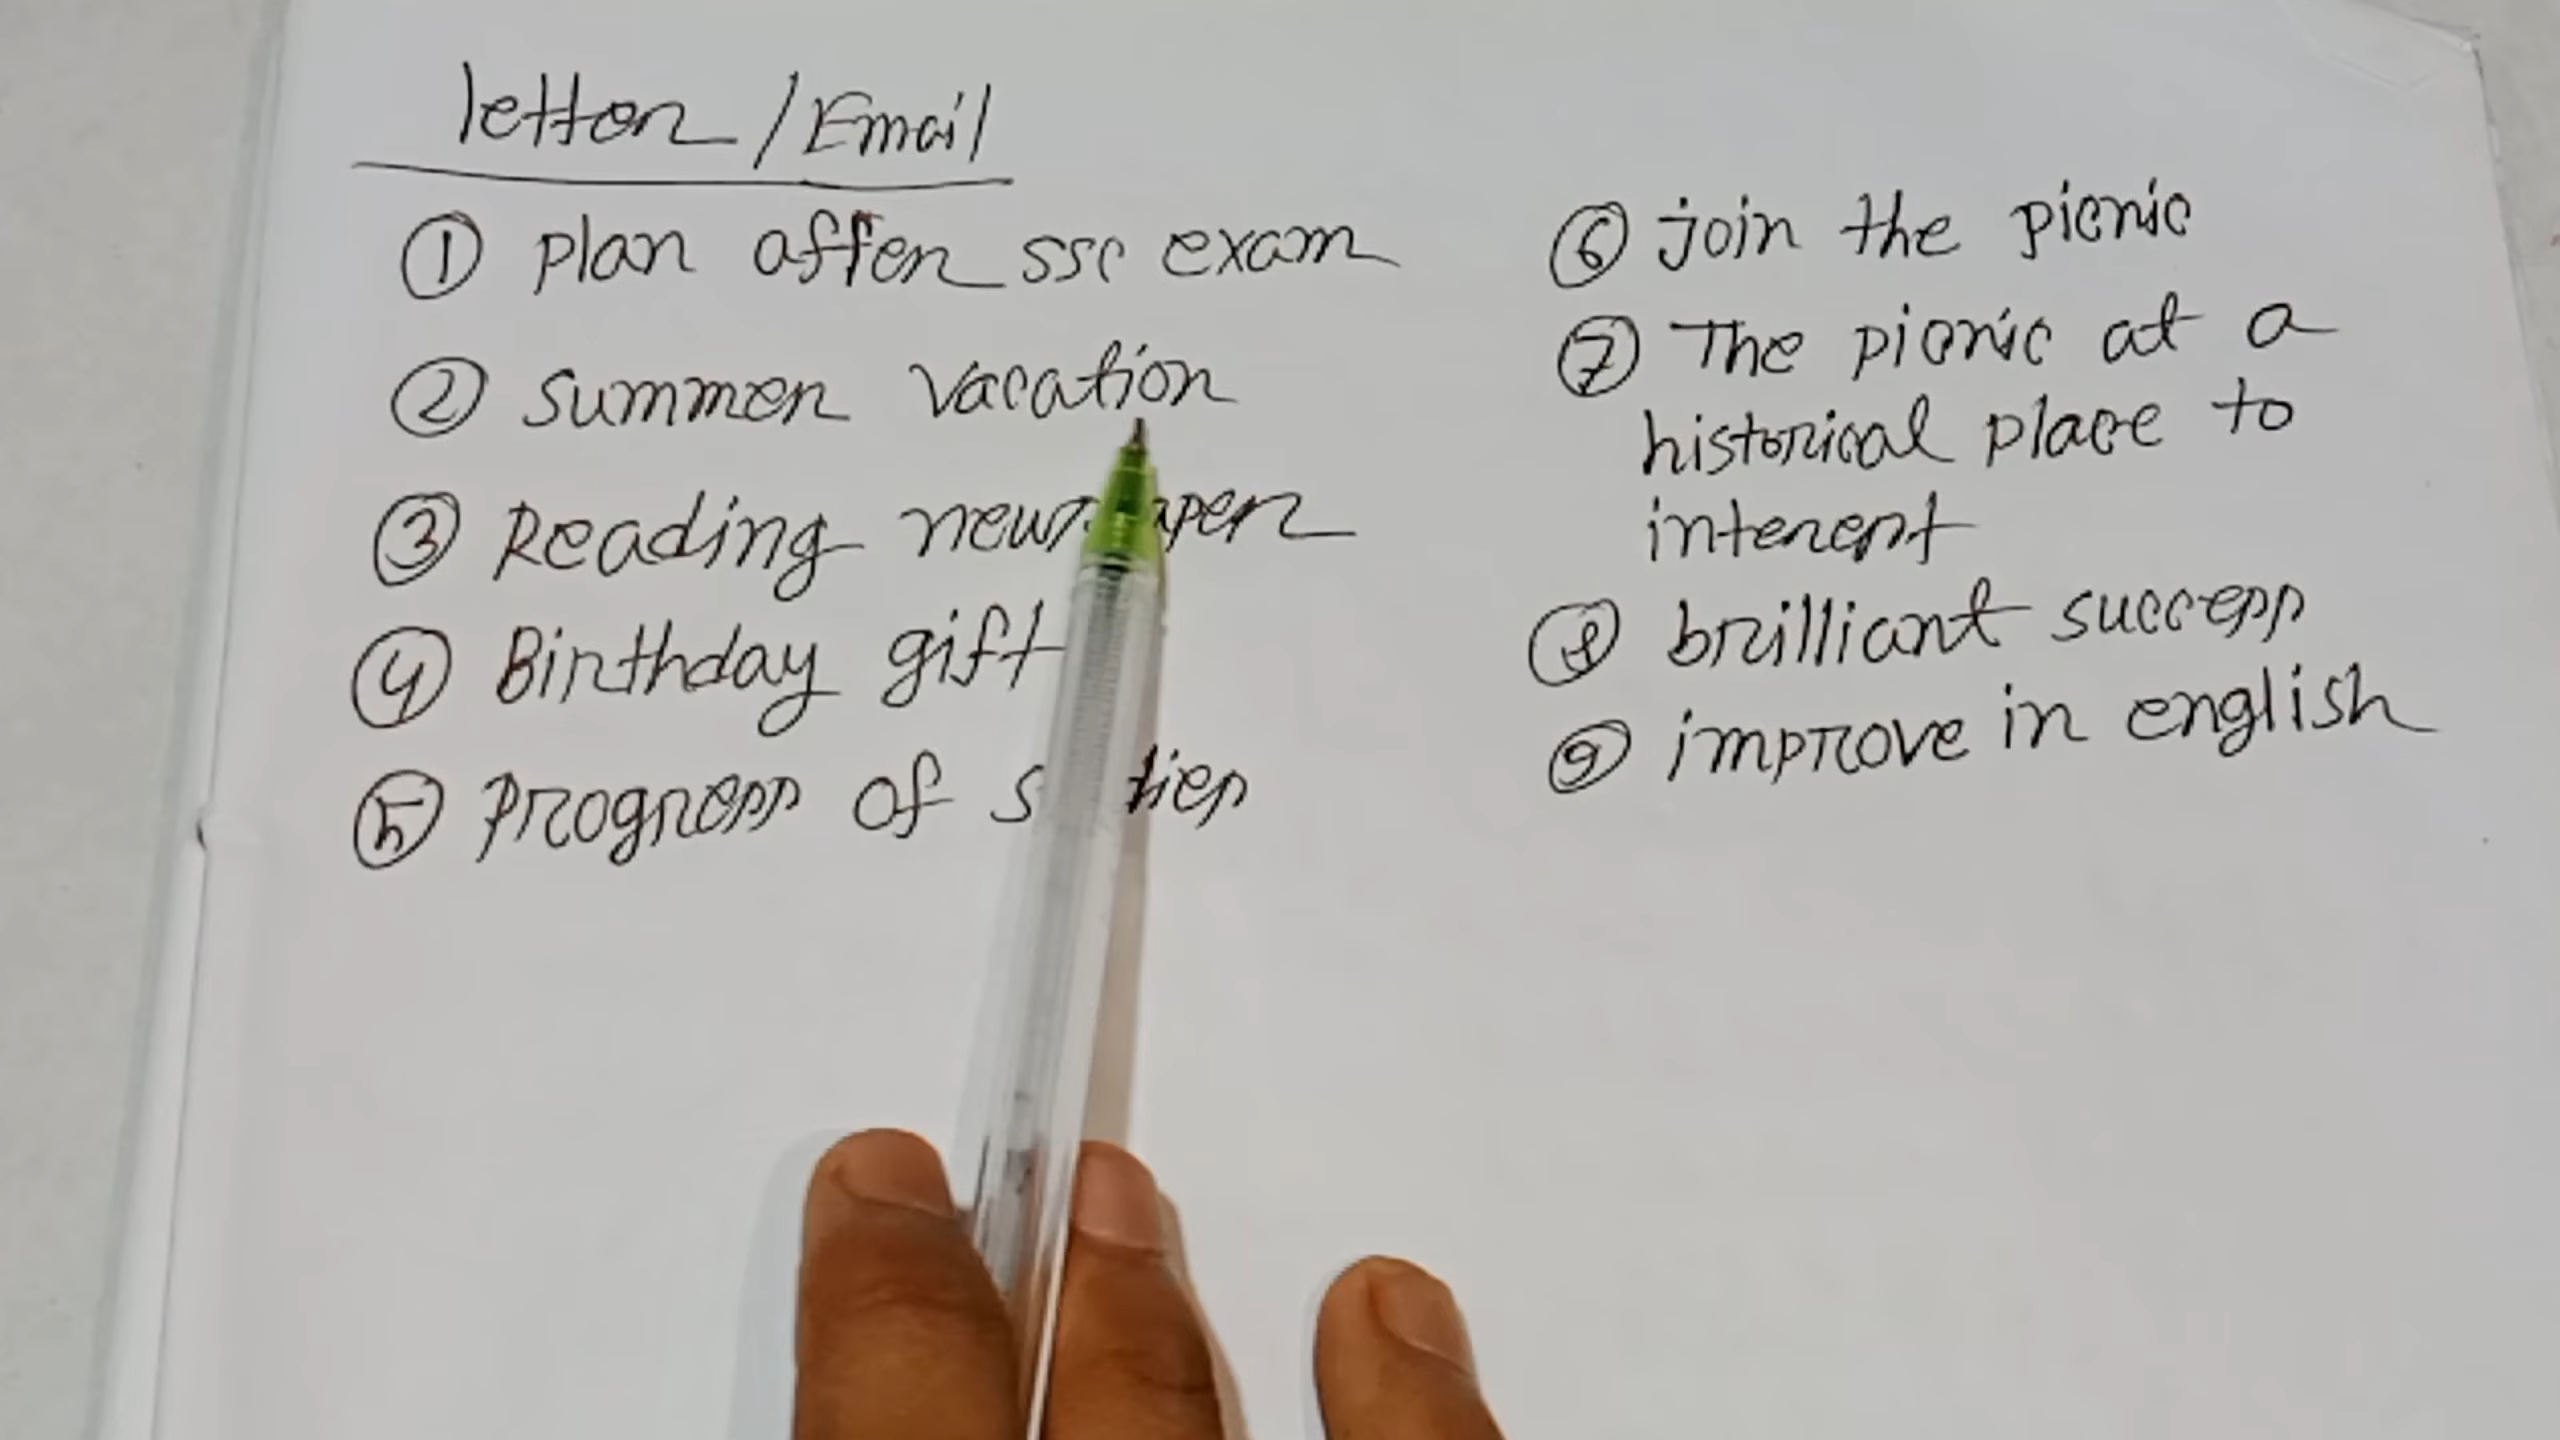 letter / Email
① plan after ssc exam
② summer vacation
③ Reading
④ Birthday gift
⑤ progress of
⑥ join the picnic
⑦ The picnic at a
historical place to
interest
⑧ brilliant success
⑨ improve in english